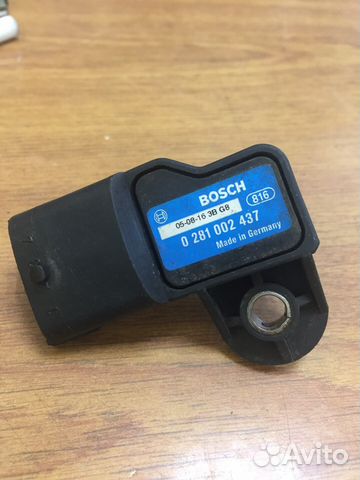 BOSCH
05-08-16 3B G8
816
0 281 002 437
Made in Germany
Avito